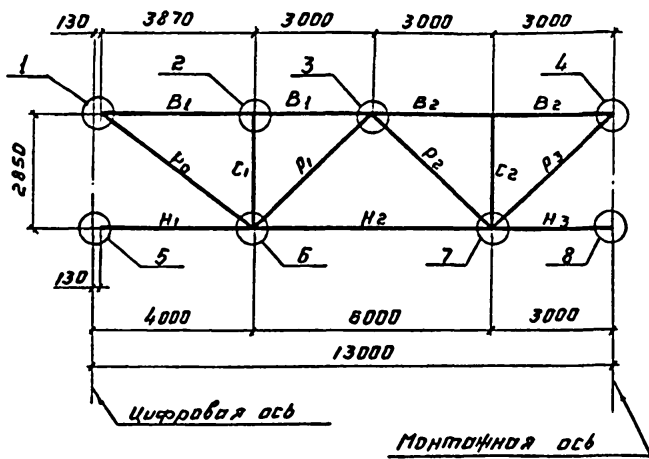 130 3870 3000 3000 3000
1 2 3 4
В1 В1 В2 В2
2850
Р0 С1 Р1 Р2 С2 Р3
Н1 Н2 Н3
5 6 7 8
130
4000 6000 3000
13000
Цифровая ось
Монтажная ось